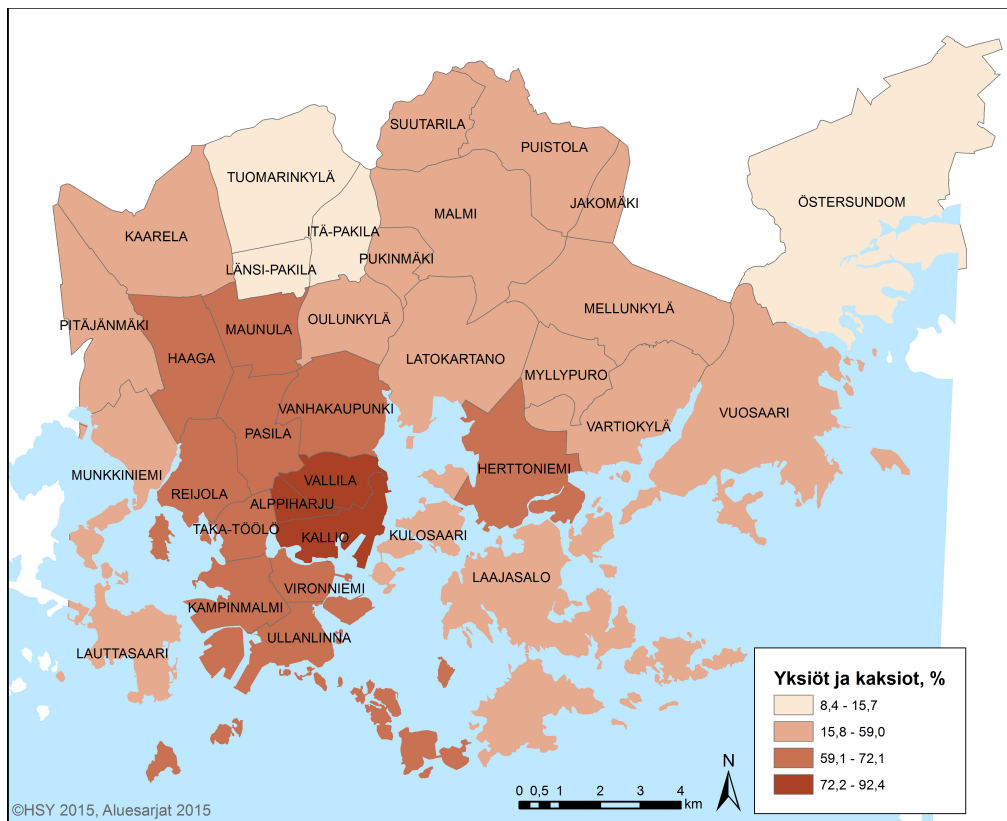 SUUTARILA
PUISTOLA
TUOMARINKYLÄ
JAKOMÄKI
ÖSTERSUNDOM
MALMI
ITÄ-PAKILA
KAARELA
PUKINMÄKI
LÄNSI-PAKILA
MELLUNKYLÄ
OULUNKYLÄ
PITÄJÄNMÄKI
MAUNULA
HAAGA
LATOKARTANO
MYLLYPURO
VANHAKAUPUNKI
VUOSAARI
VARTIOKYLÄ
PASILA
HERTTONIEMI
MUNKKINIEMI
VALLILA
REIJOLA
ALPPIHARJU
TAKA-TÖÖLÖ
KALLIO
KULOSAARI
LAAJASALO
VIRONNIEMI
KAMPINMALMI
ULLANLINNA
LAUTTASAARI
Yksiöt ja kaksiot, %
8,4 - 15,7
15,8 - 59,0
59,1 - 72,1
72,2 - 92,4
N
0 0,5 1 2 3 4
km
©HSY 2015, Aluesarjat 2015